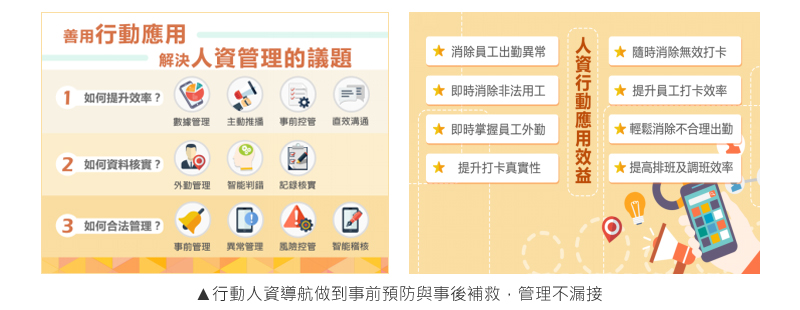 善用行動應用
解決人資管理的議題
1 如何提升效率？
數據管理 主動推播 事前控管 直效溝通
2 如何資料核實？
外勤管理 智能判錯 記錄核實
3 如何合法管理？
事前管理 異常管理 風險控管 智能稽核
人資行動應用效益
消除員工出勤異常
即時消除非法用工
即時掌握員工外勤
提升打卡真實性
隨時消除無效打卡
提升員工打卡效率
輕鬆消除不合理出勤
提高排班及調班效率
▲行動人資導航做到事前預防與事後補救，管理不漏接